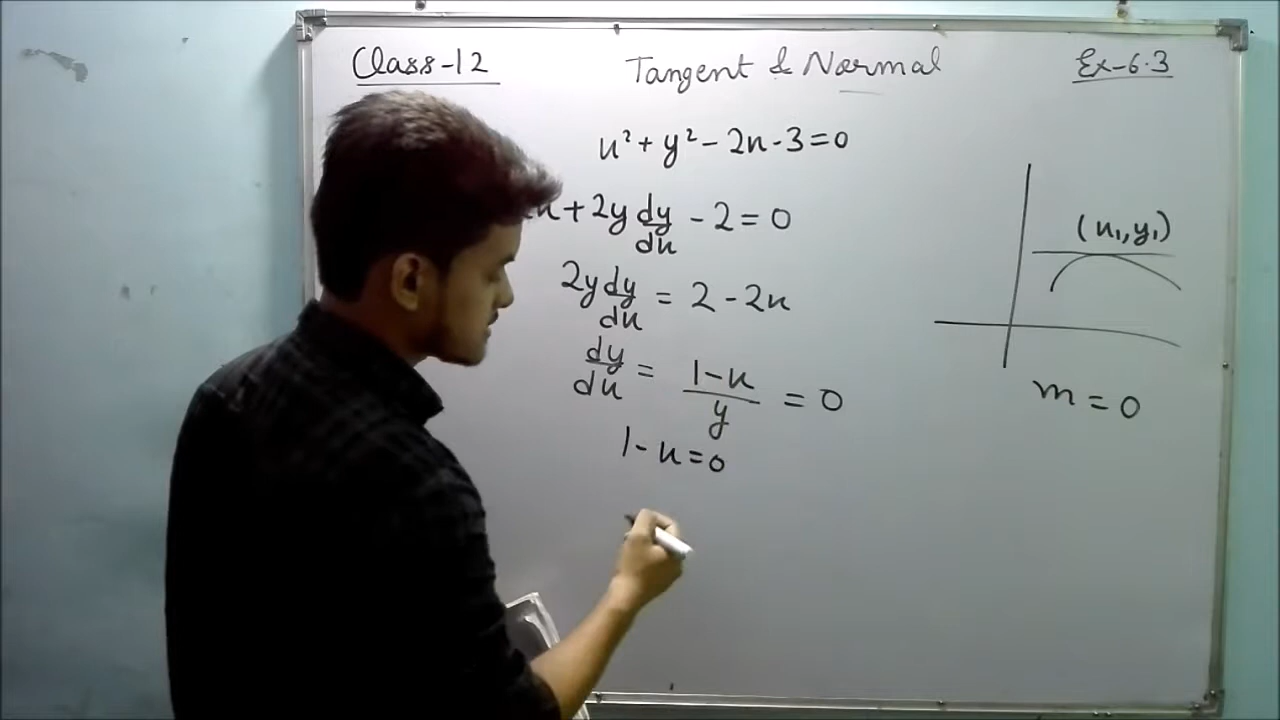 Class-12
Tangent & Normal
Ex-6.3
x² + y² - 2x - 3 = 0
x + 2y dy/dx - 2 = 0
2y dy/dx = 2 - 2x
dy/dx = (1-x)/y = 0
1 - x = 0
(x₁, y₁)
m = 0